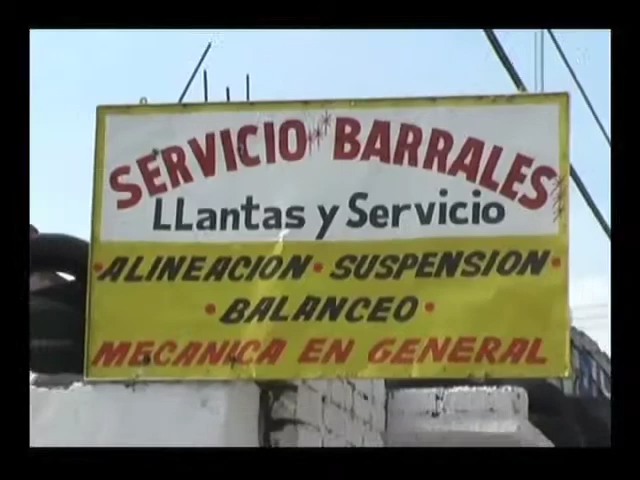 SERVICIO BARRALES
LLantas y Servicio
•ALINEACION•SUSPENSION•
•BALANCEO•
MECANICA EN GENERAL